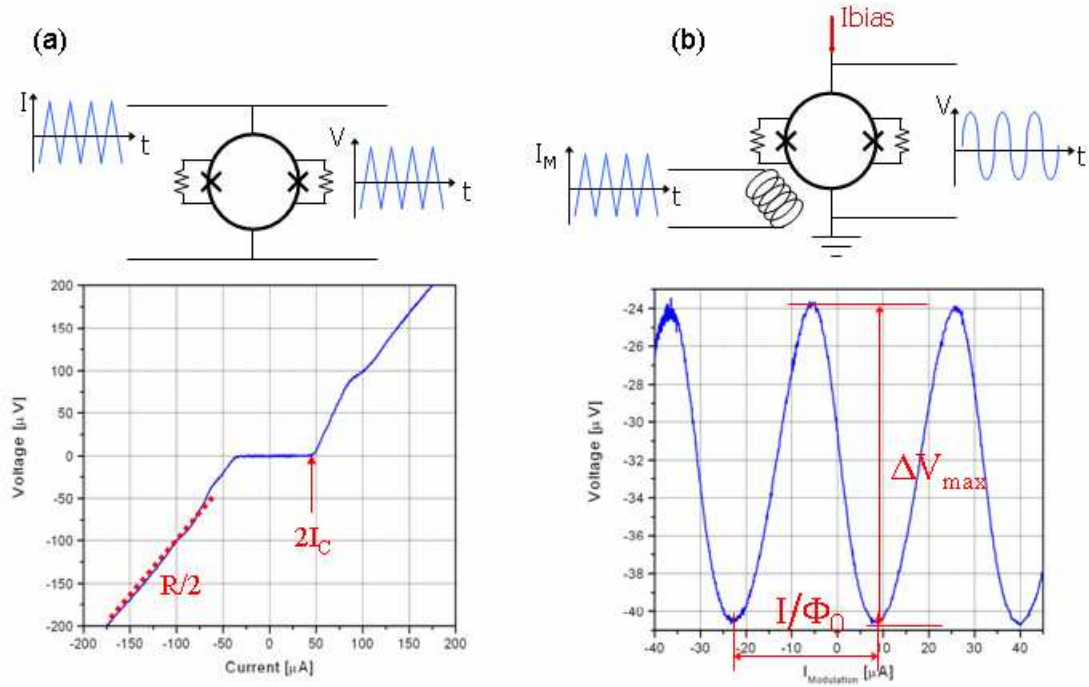 (a)
I
t
V
t
200
150
100
50
0
-50
-100
-150
-200
Voltage [μ V]
-200 -150 -100 -50 0 50 100 150 200
Current [μA]
2I_C
R/2
(b)
Ibias
I_M
t
V
t
-24
-26
-28
-30
-32
-34
-36
-38
-40
Voltage [μ V]
-40 -30 -20 -10 0 10 20 30 40
I_Modulation [μA]
ΔV_max
I/Φ_0